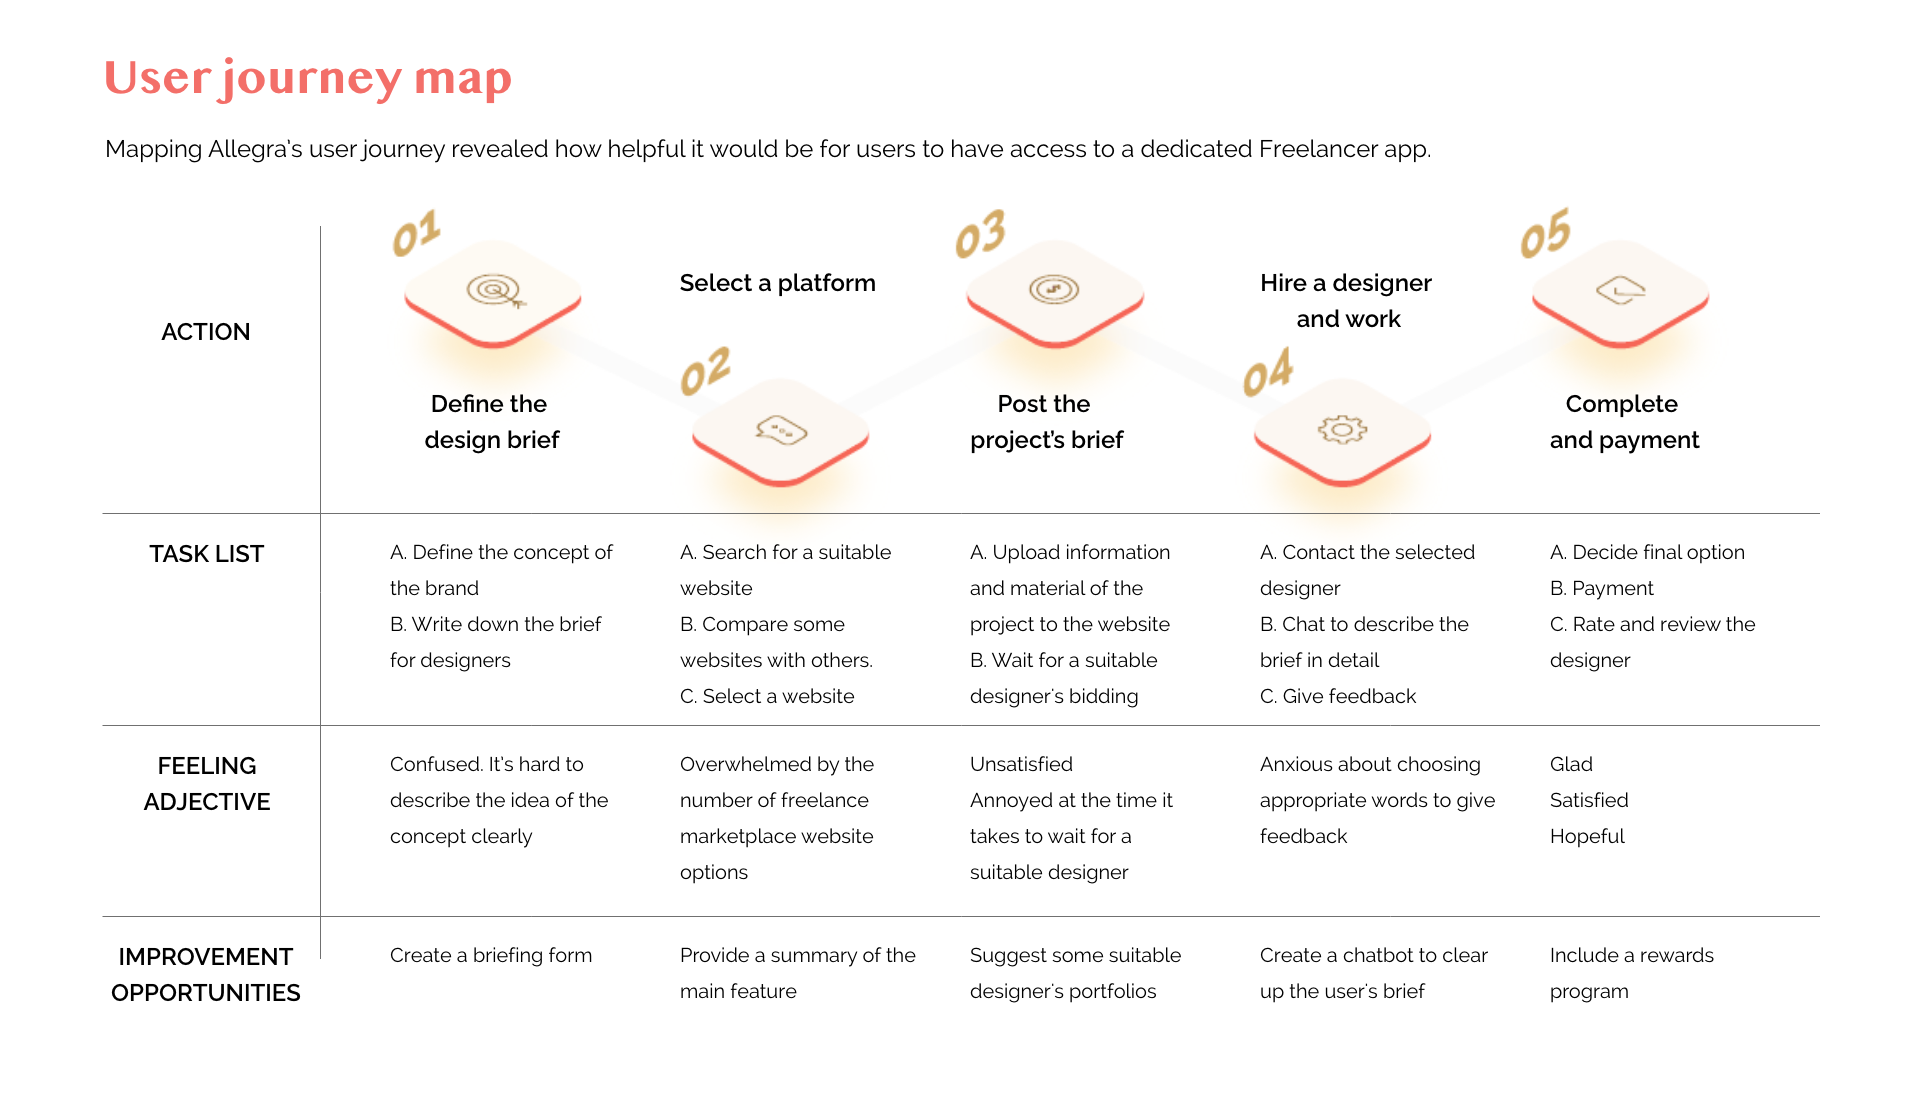 User journey map
Mapping Allegra's user journey revealed how helpful it would be for users to have access to a dedicated Freelancer app.
ACTION
01
Define the
design brief
Select a platform
02
03
Post the
project's brief
Hire a designer
and work
04
05
Complete
and payment
TASK LIST
A. Define the concept of
the brand
B. Write down the brief
for designers
A. Search for a suitable
website
B. Compare some
websites with others.
C. Select a website
A. Upload information
and material of the
project to the website
B. Wait for a suitable
designer's bidding
A. Contact the selected
designer
B. Chat to describe the
brief in detail
C. Give feedback
A. Decide final option
B. Payment
C. Rate and review the
designer
FEELING
ADJECTIVE
Confused. It's hard to
describe the idea of the
concept clearly
Overwhelmed by the
number of freelance
marketplace website
options
Unsatisfied
Annoyed at the time it
takes to wait for a
suitable designer
Anxious about choosing
appropriate words to give
feedback
Glad
Satisfied
Hopeful
IMPROVEMENT
OPPORTUNITIES
Create a briefing form
Provide a summary of the
main feature
Suggest some suitable
designer's portfolios
Create a chatbot to clear
up the user's brief
Include a rewards
program